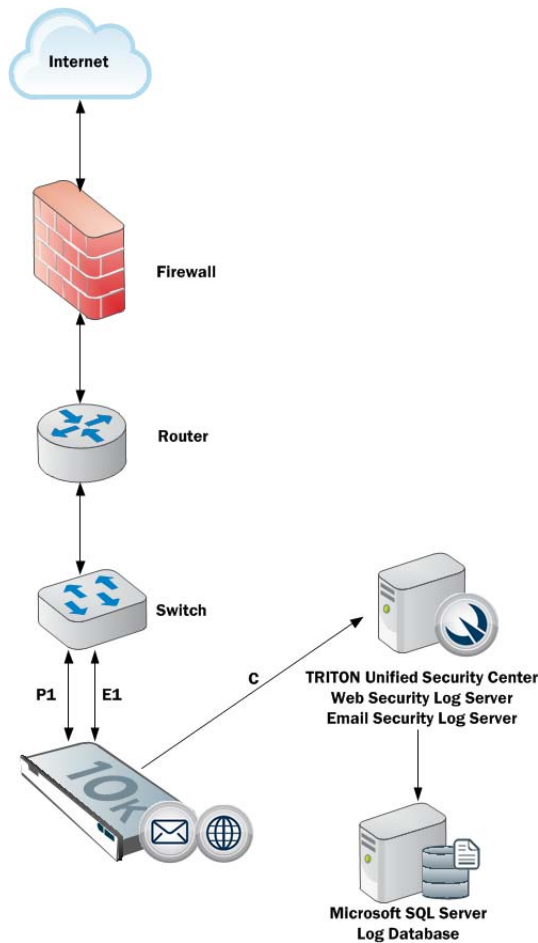 Internet
Firewall
Router
Switch
P1
E1
C
10K
TRITON Unified Security Center
Web Security Log Server
Email Security Log Server
Microsoft SQL Server
Log Database